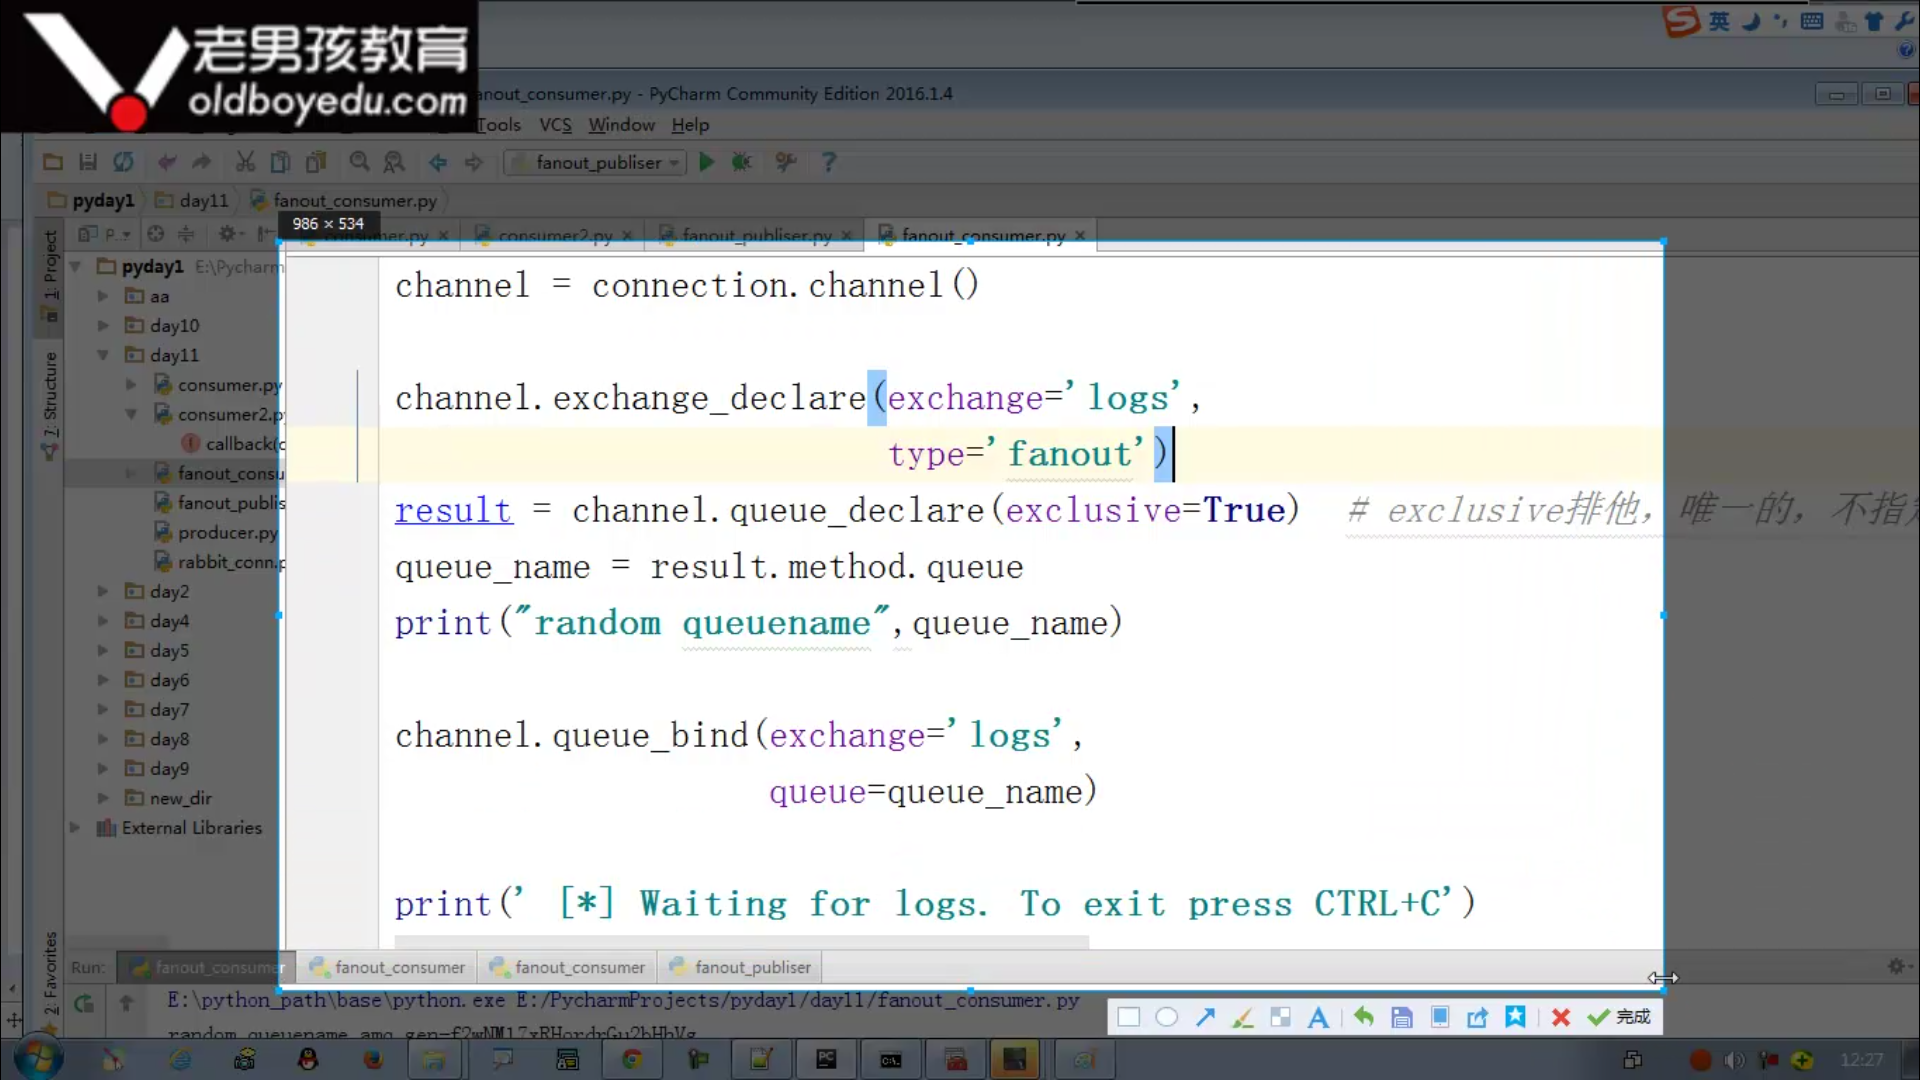 老男孩教育
oldboyedu.com
英
fanout_consumer.py - PyCharm Community Edition 2016.1.4
Tools VCS Window Help
fanout_publiser
pyday1 day11 fanout_consumer.py
986 × 534
consumer.py consumer2.py fanout_publiser.py fanout_consumer.py
1: Project
7: Structure
2: Favorites
P..
pyday1 E:\Pycharm
aa
day10
day11
consumer.py
consumer2.p
callback(c
fanout_consu
fanout_publis
producer.py
rabbit_conn.p
day2
day4
day5
day6
day7
day8
day9
new_dir
External Libraries
channel = connection.channel()
channel.exchange_declare(exchange='logs',
type='fanout')
result = channel.queue_declare(exclusive=True) # exclusive排他，唯一的，不指定
queue_name = result.method.queue
print("random queuename",queue_name)
channel.queue_bind(exchange='logs',
queue=queue_name)
print(' [*] Waiting for logs. To exit press CTRL+C')
Run: fanout_consumer fanout_consumer fanout_consumer fanout_publiser
E:\python_path\base\python.exe E:/PycharmProjects/pyday1/day11/fanout_consumer.py
random queuename
完成
12:27